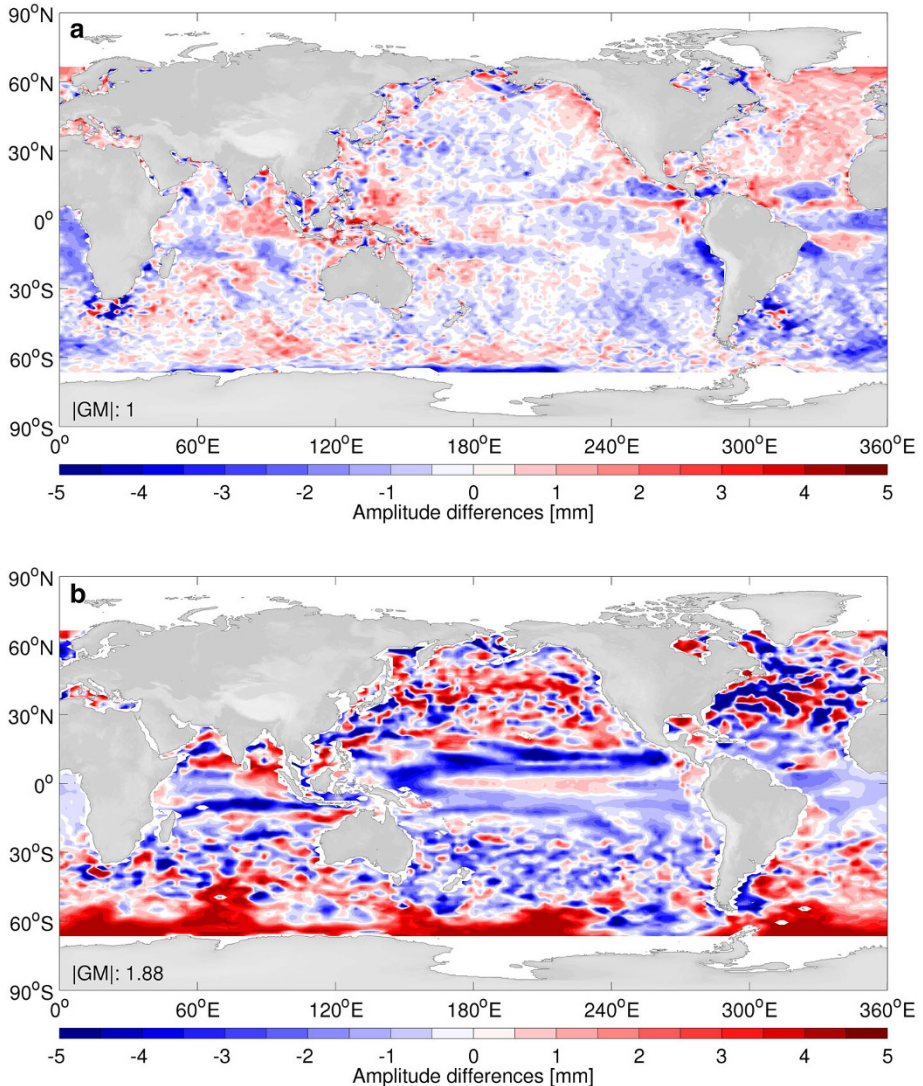 a
90°N
60°N
30°N
0°
30°S
60°S
90°S
|GM|: 1
0° 60°E 120°E 180°E 240°E 300°E 360°E
-5 -4 -3 -2 -1 0 1 2 3 4 5
Amplitude differences [mm]
b
90°N
60°N
30°N
0°
30°S
60°S
90°S
|GM|: 1.88
0° 60°E 120°E 180°E 240°E 300°E 360°E
-5 -4 -3 -2 -1 0 1 2 3 4 5
Amplitude differences [mm]